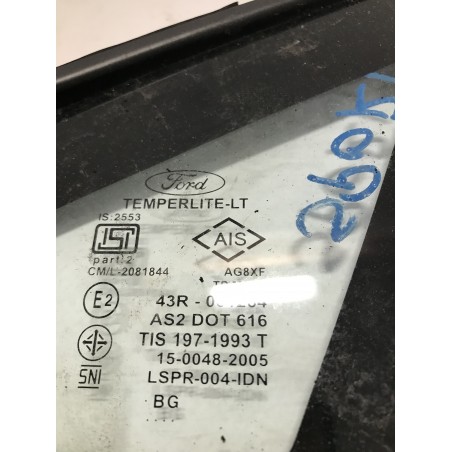 Ford
TEMPERLITE-LT
IS:2553
ISI
AIS
part:2
CM/L-2081844
AG8XF
E2
43R -
AS2 DOT 616
TIS 197-1993 T
15-0048-2005
SNI
LSPR-004-IDN
BG